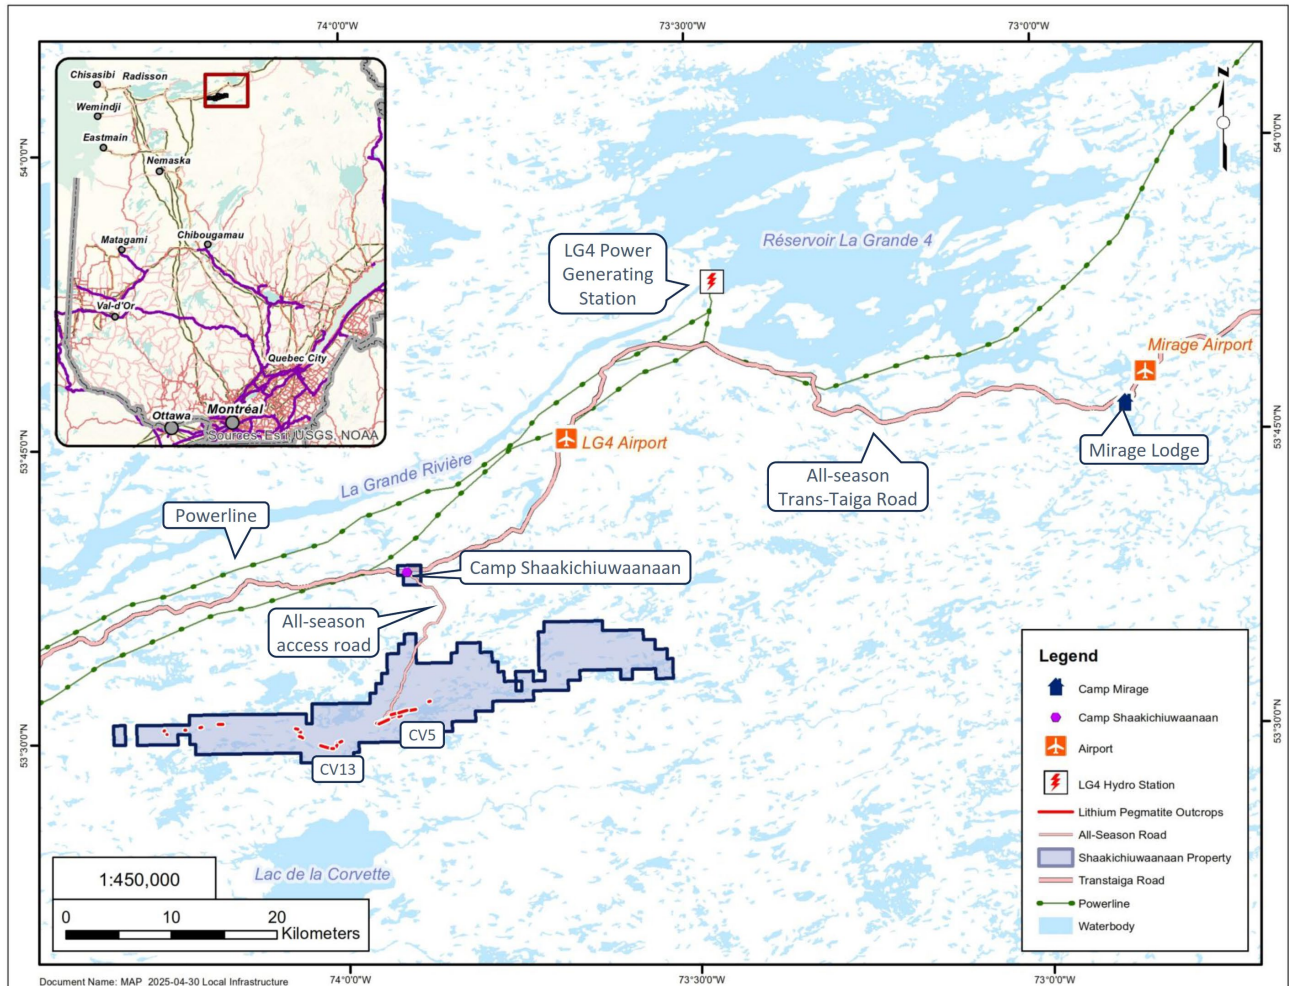 74°0'0"W
73°30'0"W
73°0'0"W
54°0'0"N
54°0'0"N
53°45'0"N
53°45'0"N
53°30'0"N
53°30'0"N
Chisasibi
Radisson
Wemindji
Eastmain
Nemaska
Matagami
Chibougamau
Val-d'Or
Quebec City
Ottawa
Montréal
Sources: Esri, USGS, NOAA
Z
Réservoir La Grande 4
LG4 Power
Generating
Station
Mirage Airport
Mirage Lodge
LG4 Airport
La Grande Rivière
All-season
Trans-Taiga Road
Powerline
Camp Shaakichiuwaanaan
All-season
access road
CV5
CV13
Lac de la Corvette
1:450,000
0
10
20
Kilometers
Legend
Camp Mirage
Camp Shaakichiuwaanaan
Airport
LG4 Hydro Station
Lithium Pegmatite Outcrops
All-Season Road
Shaakichiuwaanaan Property
Transtaiga Road
Powerline
Waterbody
Document Name: MAP_2025-04-30 Local Infrastructure
74°0'0"W
73°30'0"W
73°0'0"W